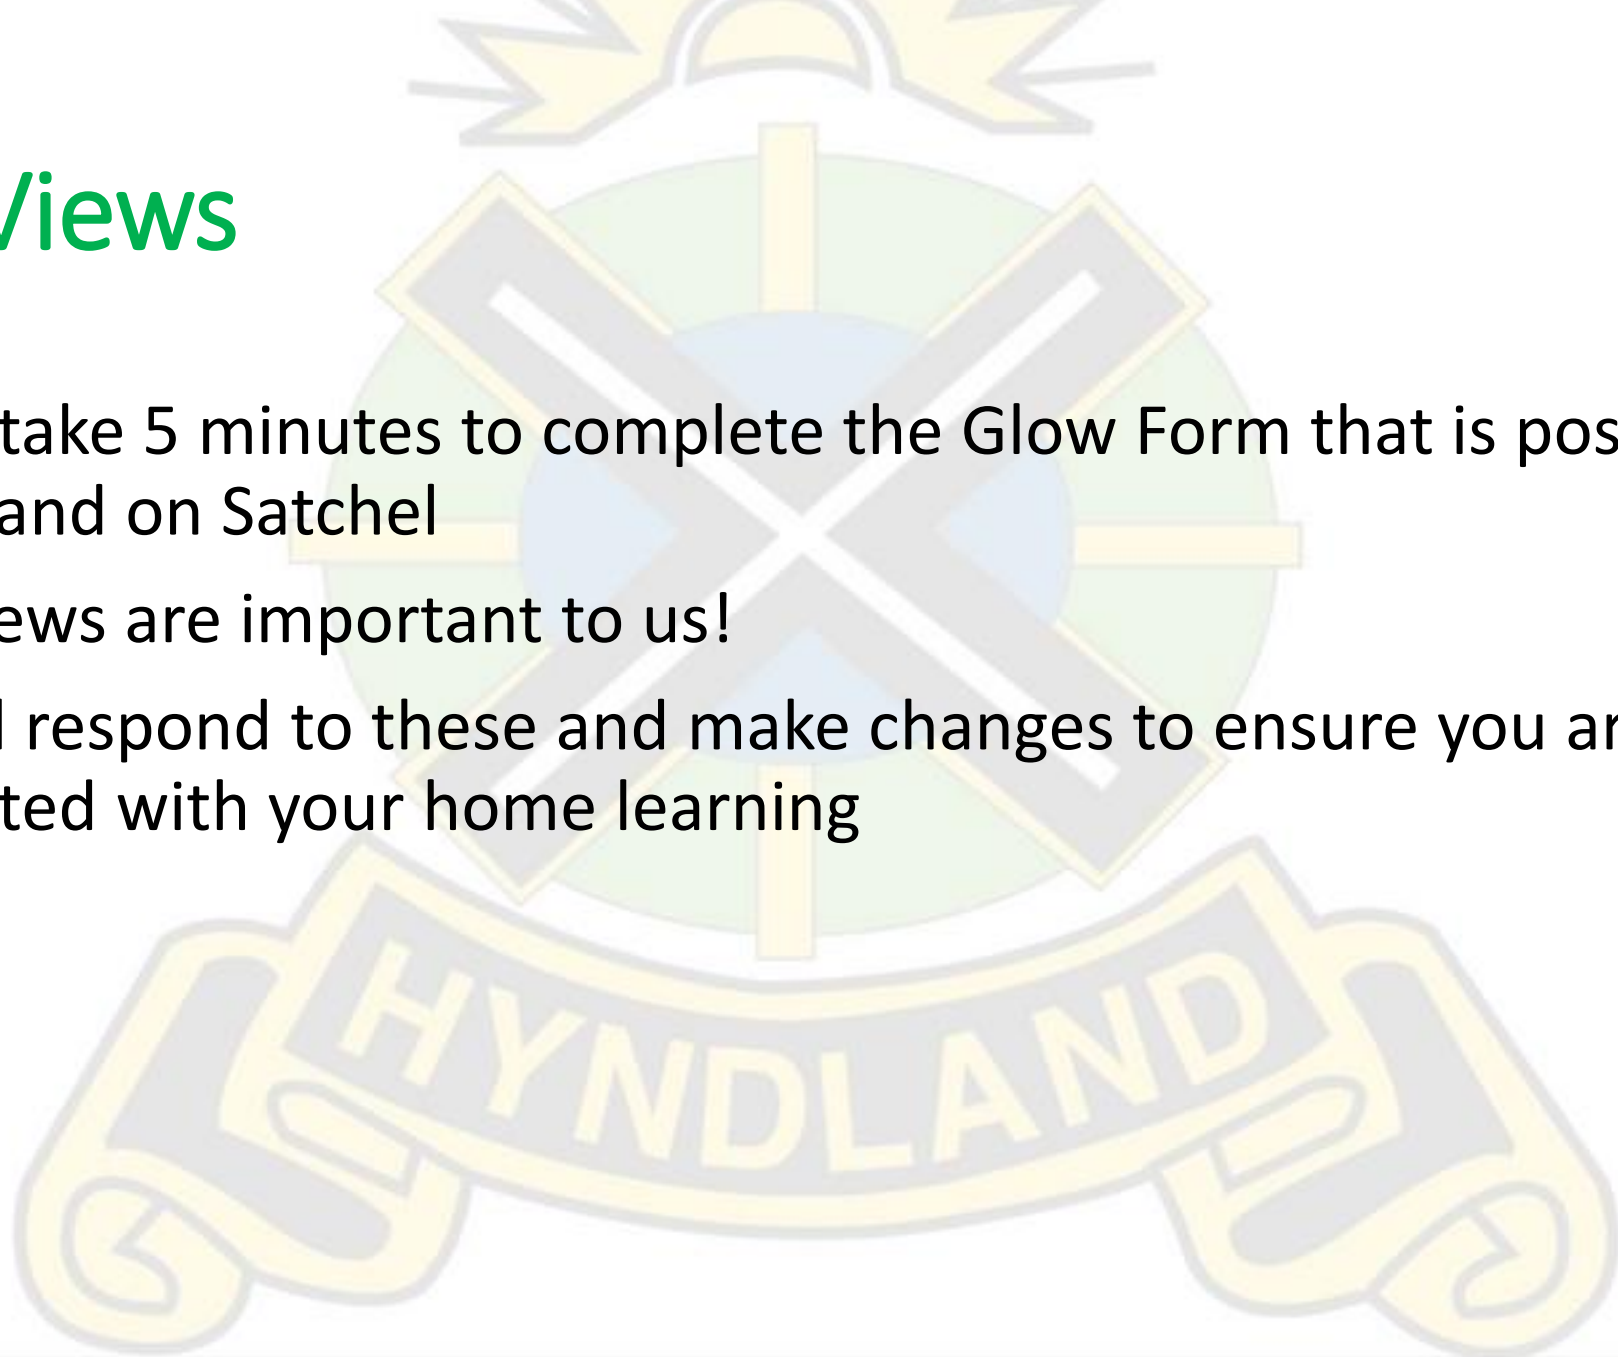 Views
take 5 minutes to complete the Glow Form that is pos
and on Satchel
ews are important to us!
respond to these and make changes to ensure you ar
ted with your home learning
HYNDLAND